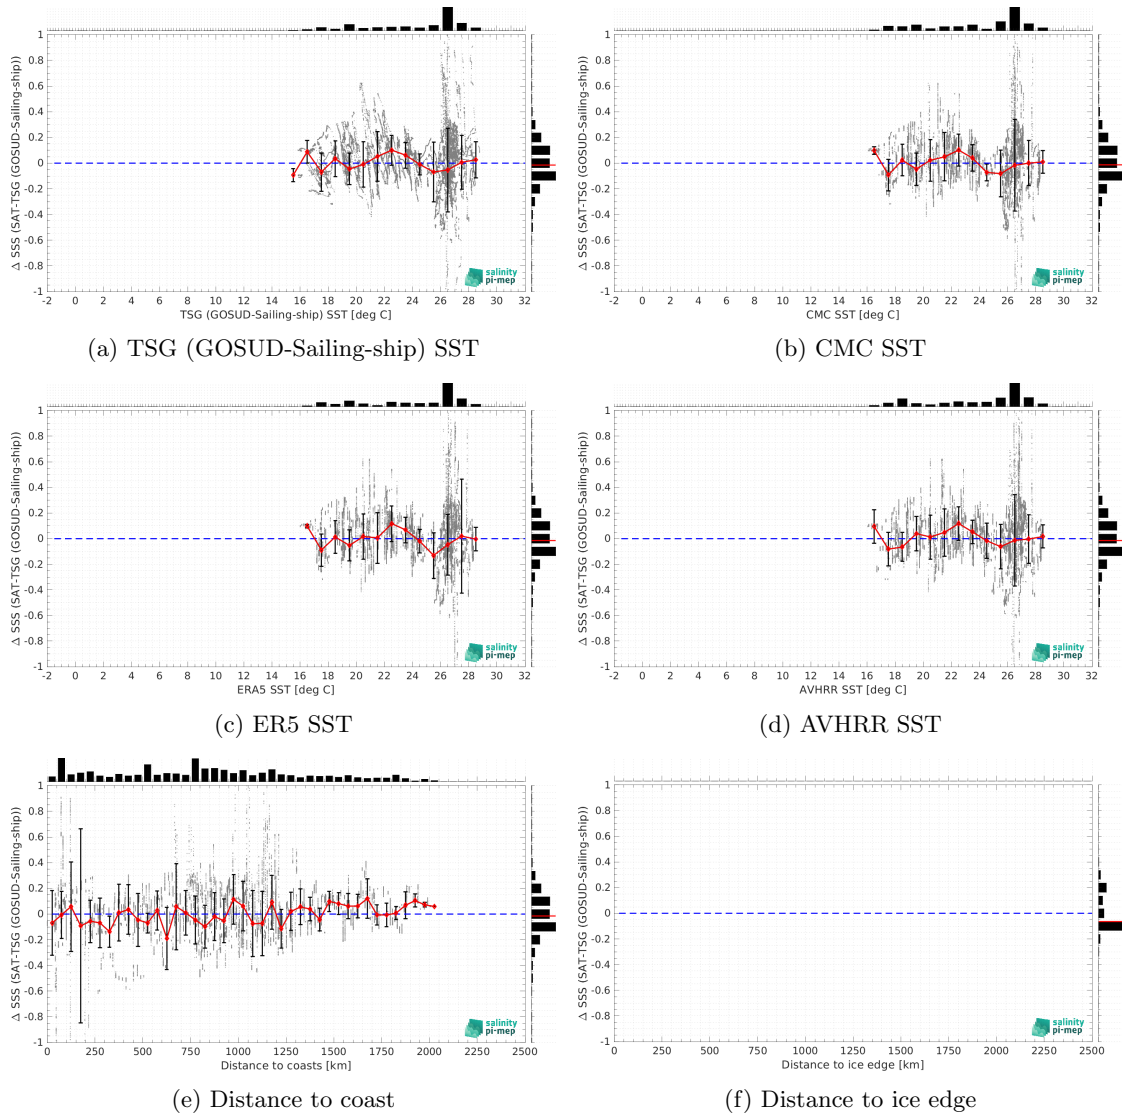 Δ SSS (SAT-TSG (GOSUD-Sailing-ship))
1
0.8
0.6
0.4
0.2
0
-0.2
-0.4
-0.6
-0.8
-1
salinity
pi-mep
-2 0 2 4 6 8 10 12 14 16 18 20 22 24 26 28 30 32
TSG (GOSUD-Sailing-ship) SST [deg C]
(a) TSG (GOSUD-Sailing-ship) SST
Δ SSS (SAT-TSG (GOSUD-Sailing-ship))
1
0.8
0.6
0.4
0.2
0
-0.2
-0.4
-0.6
-0.8
-1
salinity
pi-mep
-2 0 2 4 6 8 10 12 14 16 18 20 22 24 26 28 30 32
CMC SST [deg C]
(b) CMC SST
Δ SSS (SAT-TSG (GOSUD-Sailing-ship))
1
0.8
0.6
0.4
0.2
0
-0.2
-0.4
-0.6
-0.8
-1
salinity
pi-mep
-2 0 2 4 6 8 10 12 14 16 18 20 22 24 26 28 30 32
ERA5 SST [deg C]
(c) ER5 SST
Δ SSS (SAT-TSG (GOSUD-Sailing-ship))
1
0.8
0.6
0.4
0.2
0
-0.2
-0.4
-0.6
-0.8
-1
salinity
pi-mep
-2 0 2 4 6 8 10 12 14 16 18 20 22 24 26 28 30 32
AVHRR SST [deg C]
(d) AVHRR SST
Δ SSS (SAT-TSG (GOSUD-Sailing-ship))
1
0.8
0.6
0.4
0.2
0
-0.2
-0.4
-0.6
-0.8
-1
salinity
pi-mep
0 250 500 750 1000 1250 1500 1750 2000 2250 2500
Distance to coasts [km]
(e) Distance to coast
Δ SSS (SAT-TSG (GOSUD-Sailing-ship))
1
0.8
0.6
0.4
0.2
0
-0.2
-0.4
-0.6
-0.8
-1
salinity
pi-mep
0 250 500 750 1000 1250 1500 1750 2000 2250 2500
Distance to ice edge [km]
(f) Distance to ice edge